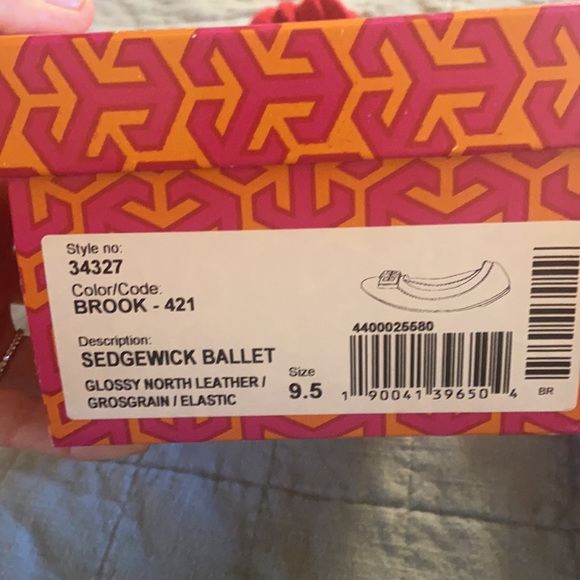 Style no:
34327
Color/Code:
BROOK - 421
Description:
SEDGEWICK BALLET
GLOSSY NORTH LEATHER /
GROSGRAIN / ELASTIC
Size
9.5
4400025580
1 90041 39650 4
BR